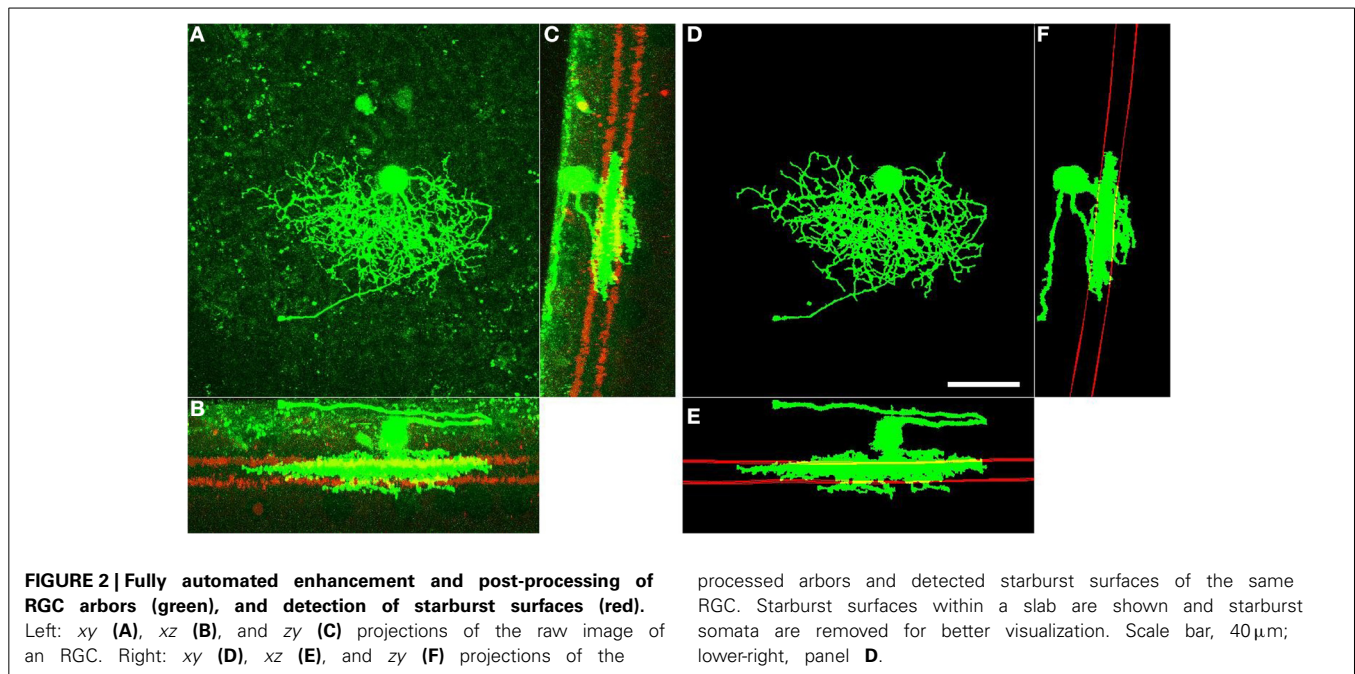 A
C
D
F
B
E
FIGURE 2 | Fully automated enhancement and post-processing of
RGC arbors (green), and detection of starburst surfaces (red).
Left: xy (A), xz (B), and zy (C) projections of the raw image of
an RGC. Right: xy (D), xz (E), and zy (F) projections of the
processed arbors and detected starburst surfaces of the same
RGC. Starburst surfaces within a slab are shown and starburst
somata are removed for better visualization. Scale bar, 40 μm;
lower-right, panel D.